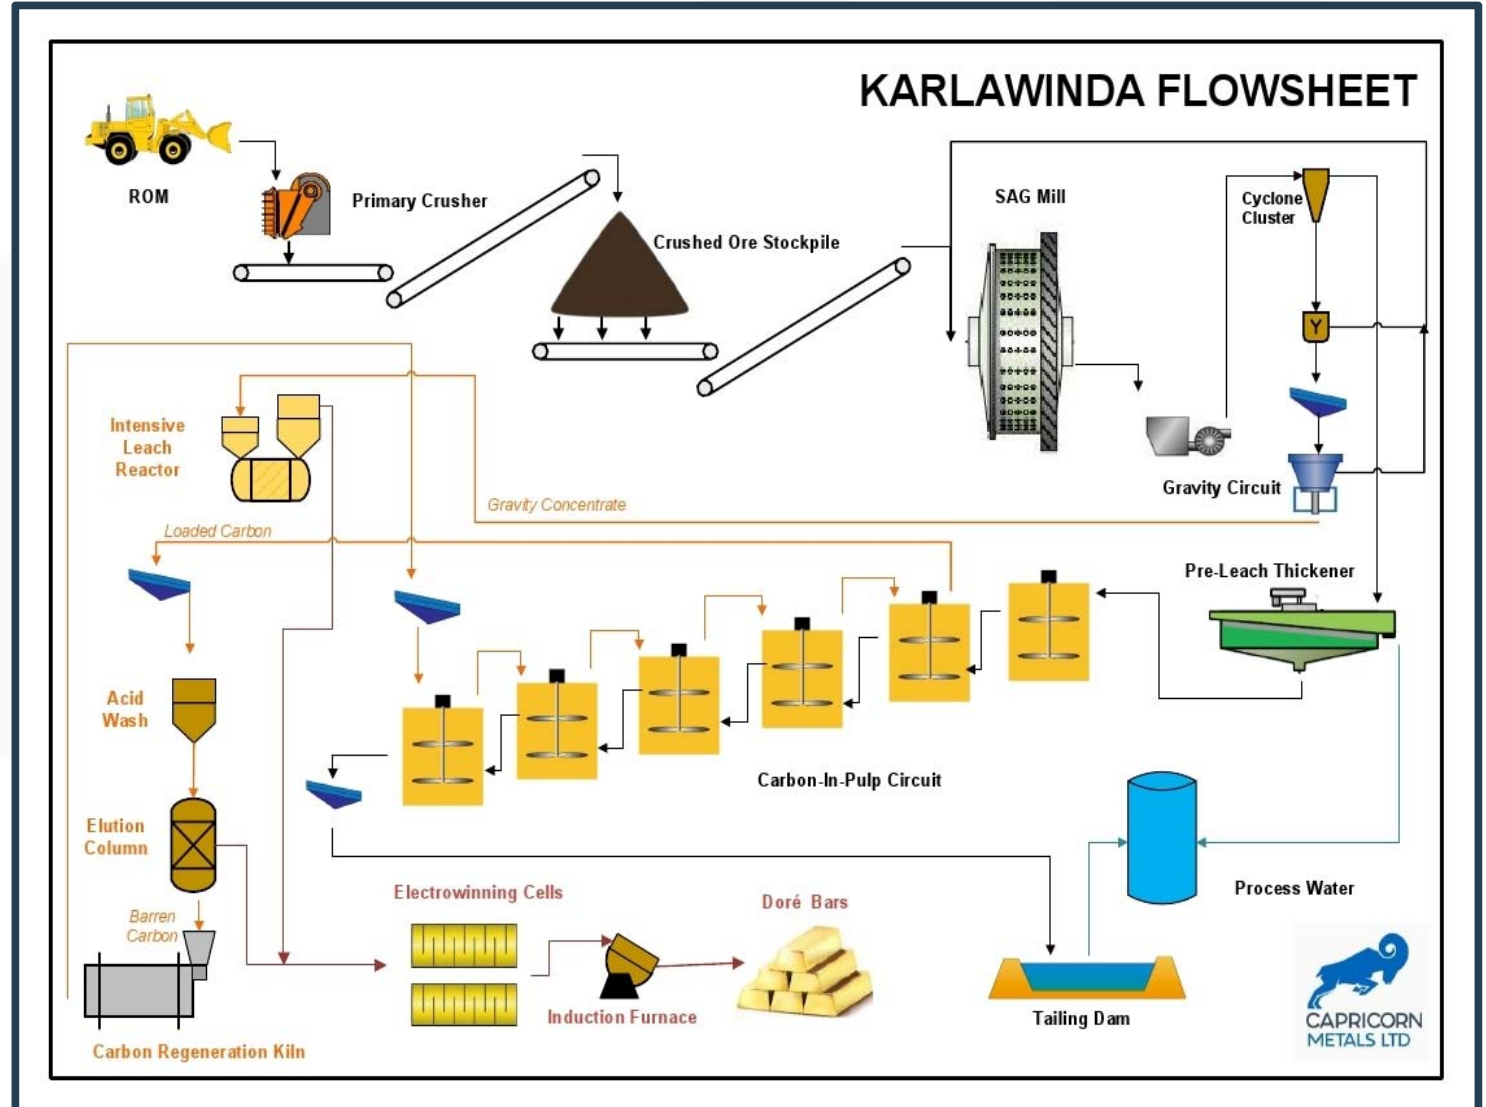 KARLAWINDA FLOWSHEET
ROM
Primary Crusher
SAG Mill
Cyclone
Cluster
Crushed Ore Stockpile
Y
Intensive
Leach
Reactor
Gravity Circuit
Gravity Concentrate
Loaded Carbon
Pre-Leach Thickener
Acid
Wash
Carbon-In-Pulp Circuit
Elution
Column
Electrowinning Cells
Doré Bars
Process Water
Barren
Carbon
Induction Furnace
Tailing Dam
CAPRICORN
METALS LTD
Carbon Regeneration Kiln